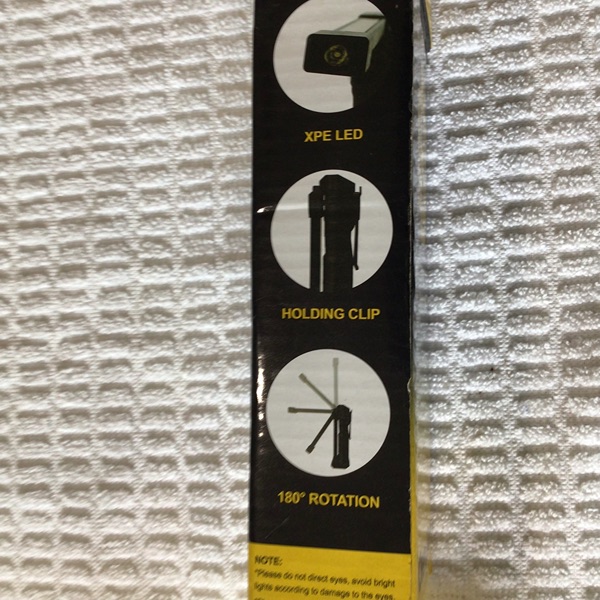 XPE LED
HOLDING CLIP
180° ROTATION
NOTE:
"Please do not direct eyes, avoid bright
lights according to damage to the eyes.